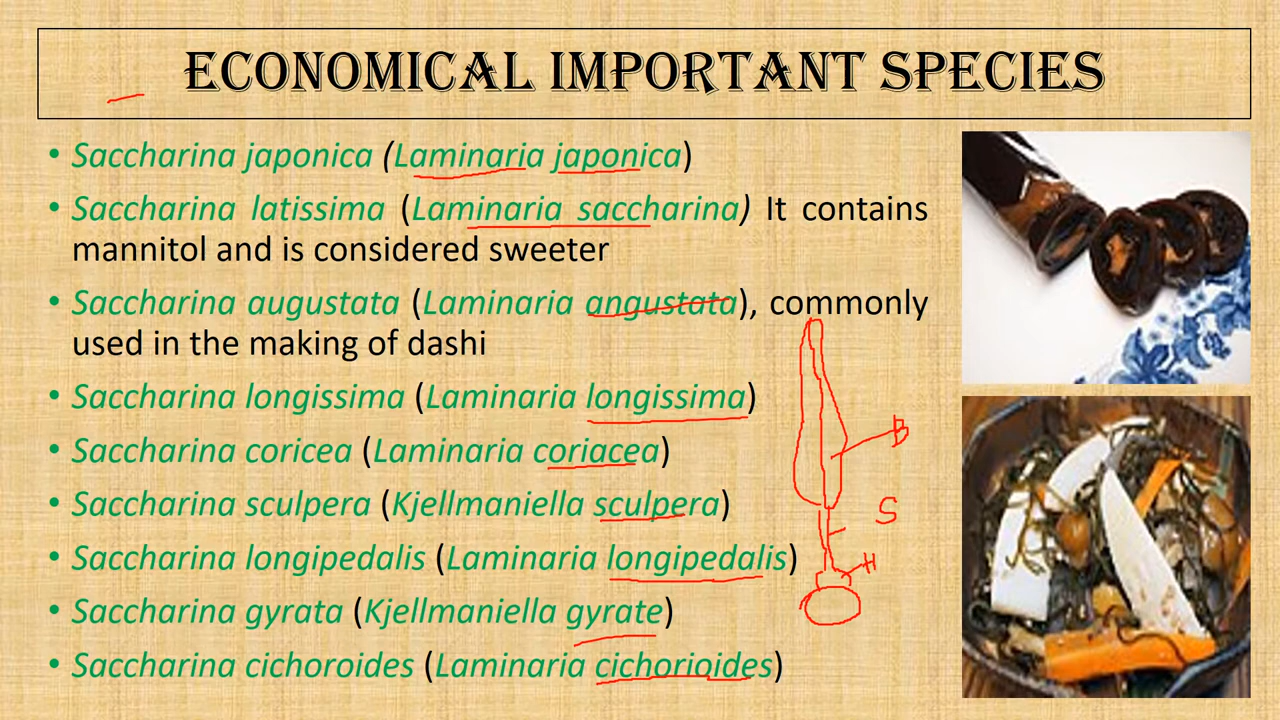 ECONOMICAL IMPORTANT SPECIES
• Saccharina japonica (Laminaria japonica)
• Saccharina latissima (Laminaria saccharina) It contains
mannitol and is considered sweeter
• Saccharina augustata (Laminaria angustata), commonly
used in the making of dashi
• Saccharina longissima (Laminaria longissima)
B
• Saccharina coricea (Laminaria coriacea)
• Saccharina sculpera (Kjellmaniella sculpera)
S
• Saccharina longipedalis (Laminaria longipedalis)
H
• Saccharina gyrata (Kjellmaniella gyrate)
• Saccharina cichoroides (Laminaria cichorioides)